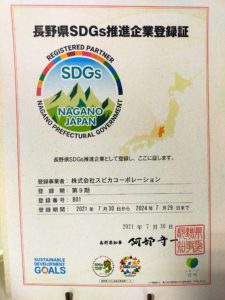 長野県SDGs推進企業登録証
REGISTERED PARTNER
SDGs
NAGANO
JAPAN
NAGANO PREFECTURAL GOVERNMENT
長野県SDGs推進企業として登録し、ここに証します。
登録事業者：株式会社スピカコーポレーション
登録期：第9期
登録番号：801
登録期間：2021年7月30日から2024年7月29日まで
2021年7月30日
長野県知事 阿部守一
SUSTAINABLE
DEVELOPMENT
GOALS